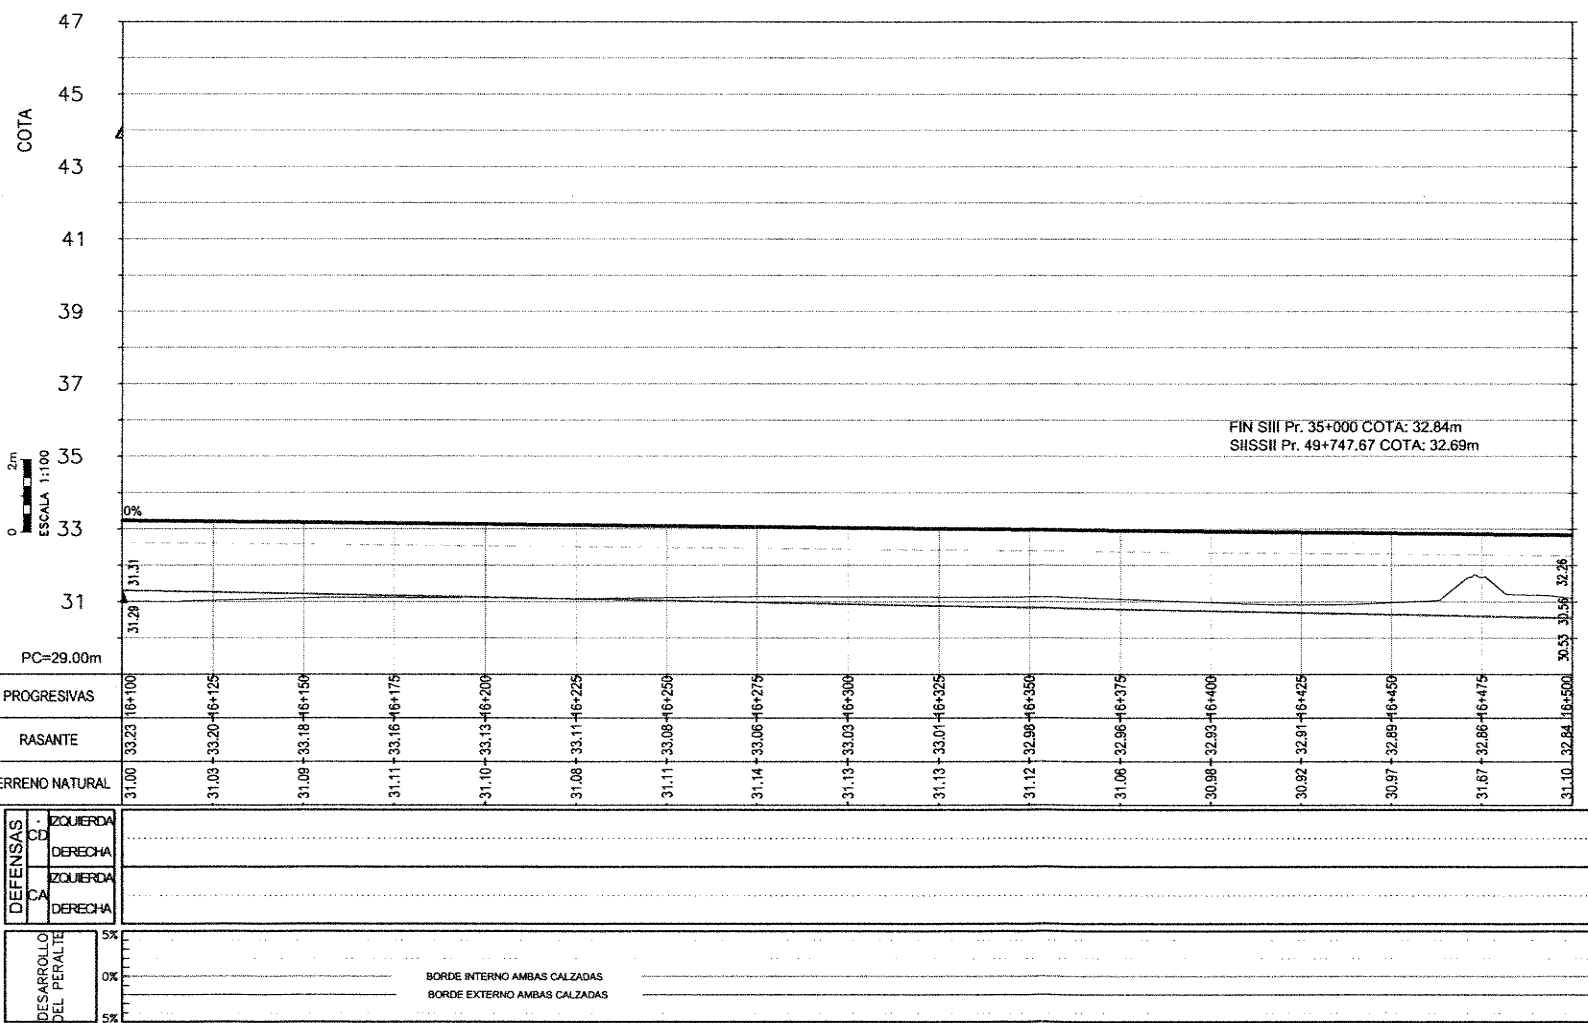 47
45
43
41
39
37
35
33
31
COTA
0 2m
ESCALA 1:100
PC=29.00m
0%
31.31
31.29
FIN SIII Pr. 35+000 COTA: 32.84m
SIISSII Pr. 49+747.67 COTA: 32.69m
32.26
30.56
30.53
PROGRESIVAS 16+100 16+125 16+150 16+175 16+200 16+225 16+250 16+275 16+300 16+325 16+350 16+375 16+400 16+425 16+450 16+475 16+500
RASANTE 33.23 33.20 33.18 33.16 33.13 33.11 33.08 33.06 33.03 33.01 32.98 32.96 32.93 32.91 32.89 32.86 32.84
ERRENO NATURAL 31.00 31.03 31.09 31.11 31.10 31.08 31.11 31.14 31.13 31.13 31.12 31.06 30.98 30.92 30.97 31.67 31.10
DEFENSAS
CD
IZQUIERDA
DERECHA
CA
IZQUIERDA
DERECHA
DESARROLLO
DEL PERALTE
5%
0%
5%
BORDE INTERNO AMBAS CALZADAS
BORDE EXTERNO AMBAS CALZADAS